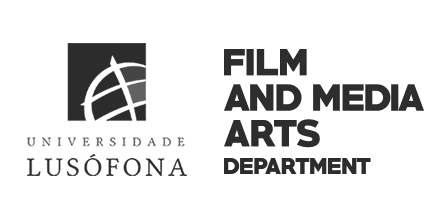 UNIVERSIDADE
LUSÓFONA
FILM
AND MEDIA
ARTS
DEPARTMENT